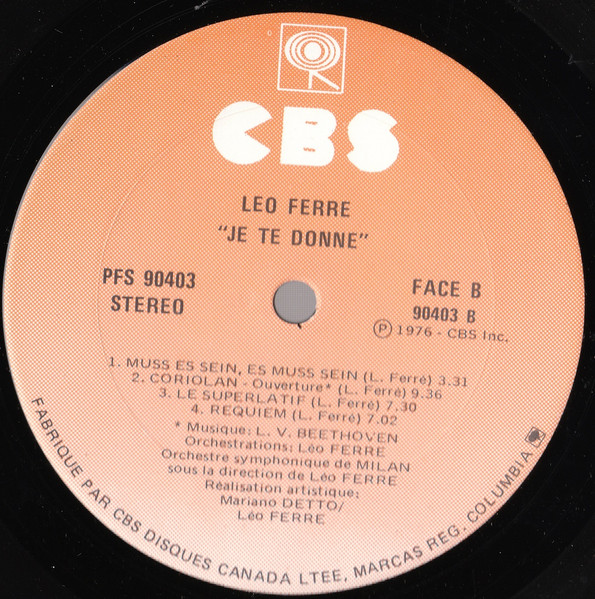 CBS
LEO FERRE
"JE TE DONNE"
PFS 90403
STEREO
FACE B
90403 B
Ⓟ 1976 - CBS Inc.
1. MUSS ES SEIN, ES MUSS SEIN (L. Ferré) 3.31
2. CORIOLAN - Ouverture* (L. Ferré) 9.36
3. LE SUPERLATIF (L. Ferré) 7.30
4. REQUIEM (L. Ferré) 7.02
* Musique: L. V. BEETHOVEN
Orchestrations: Léo FERRE
Orchestre symphonique de MILAN
sous la direction de Léo FERRE
Réalisation artistique:
Mariano DETTO/
Léo FERRE
FABRIQUE PAR CBS DISQUES CANADA LTEE, MARCAS REG. COLUMBIA